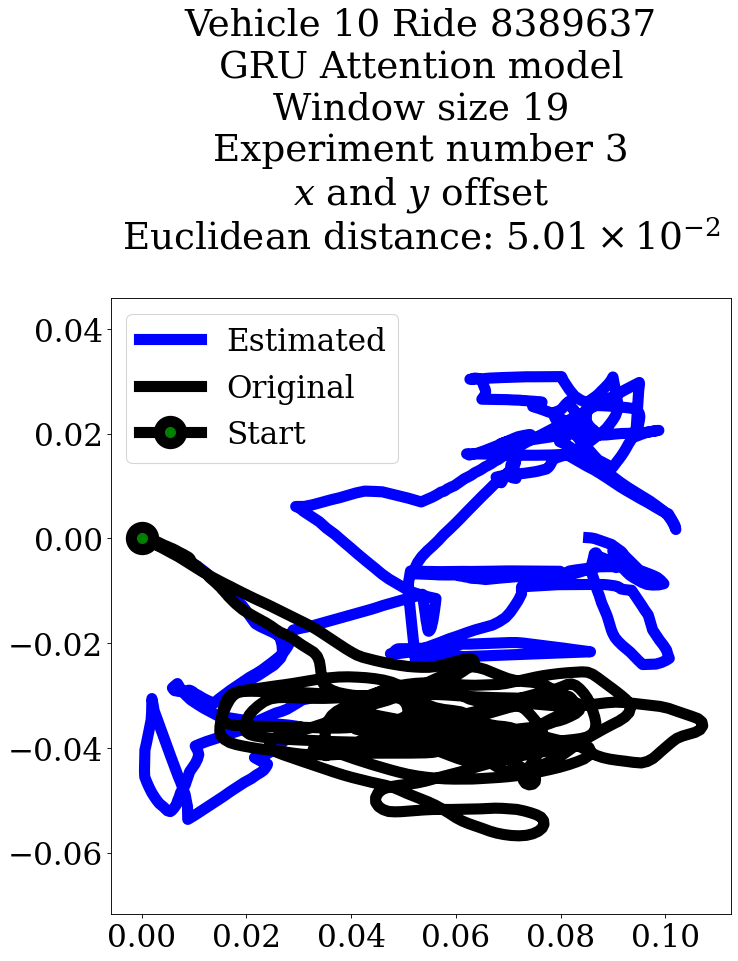 Vehicle 10 Ride 8389637
GRU Attention model
Window size 19
Experiment number 3
x and y offset
Euclidean distance: 5.01 × 10⁻²
Estimated
Original
Start
0.04
0.02
0.00
−0.02
−0.04
−0.06
0.00 0.02 0.04 0.06 0.08 0.10